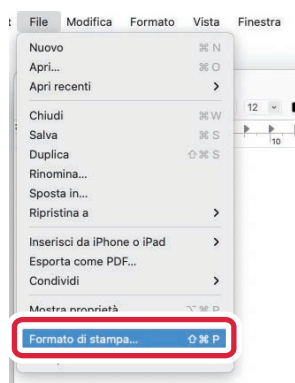 File Modifica Formato Vista Finestra
Nuovo ⌘ N
Apri... ⌘ O
Apri recenti >
12
Chiudi ⌘ W
Salva ⌘ S
10
Duplica ⇧ ⌘ S
Rinomina...
Sposta in...
Ripristina a >
Inserisci da iPhone o iPad >
Esporta come PDF...
Condividi >
Mostra proprietà ⌥ ⌘ P
Formato di stampa... ⇧ ⌘ P